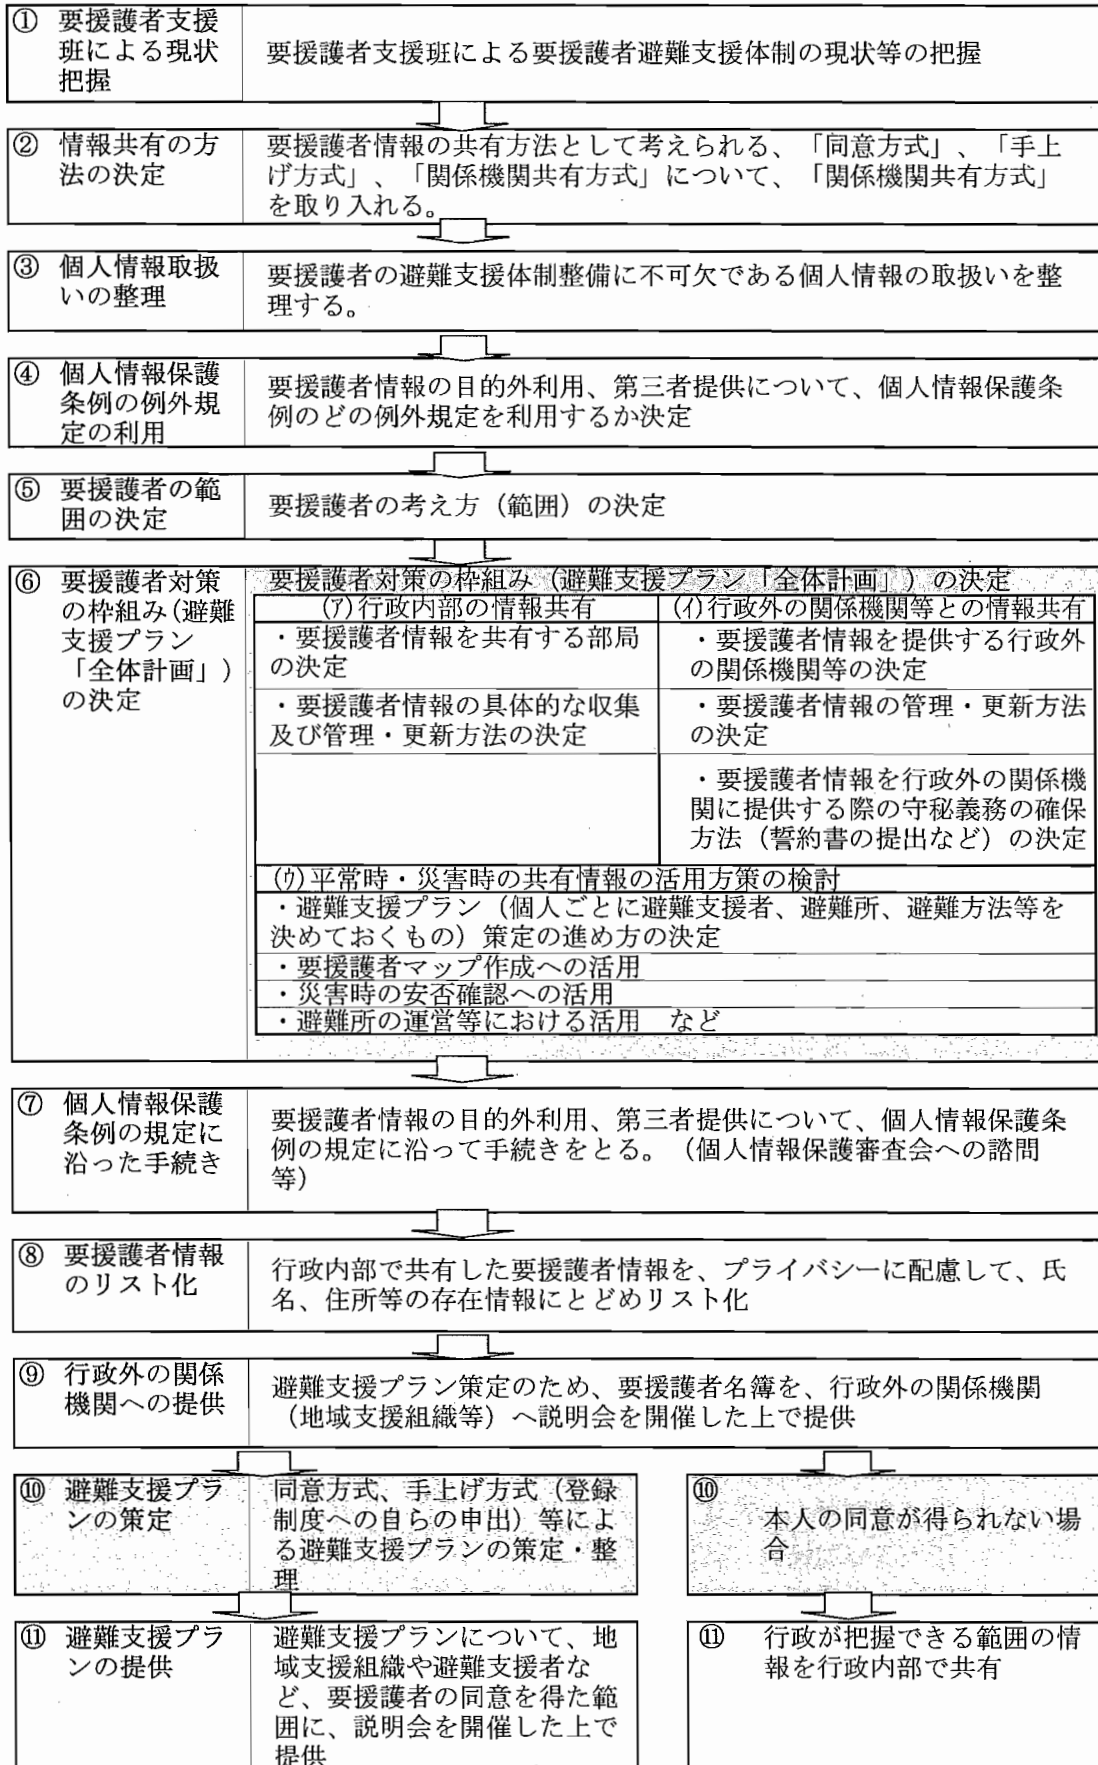 ① 要援護者支援
班による現状
把握
要援護者支援班による要援護者避難支援体制の現状等の把握
② 情報共有の方
法の決定
要援護者情報の共有方法として考えられる、「同意方式」、「手上
げ方式」、「関係機関共有方式」について、「関係機関共有方式」
を取り入れる。
③ 個人情報取扱
いの整理
要援護者の避難支援体制整備に不可欠である個人情報の取扱いを整
理する。
④ 個人情報保護
条例の例外規
定の利用
要援護者情報の目的外利用、第三者提供について、個人情報保護条
例のどの例外規定を利用するか決定
⑤ 要援護者の範
囲の決定
要援護者の考え方（範囲）の決定
⑥ 要援護者対策
の枠組み(避難
支援プラン
「全体計画」）
の決定
要援護者対策の枠組み（避難支援プラン「全体計画」）の決定
(ｱ)行政内部の情報共有
・要援護者情報を共有する部局
の決定
・要援護者情報の具体的な収集
及び管理・更新方法の決定
(ｲ)行政外の関係機関等との情報共有
・要援護者情報を提供する行政外
の関係機関等の決定
・要援護者情報の管理・更新方法
の決定
・要援護者情報を行政外の関係機
関に提供する際の守秘義務の確保
方法（誓約書の提出など）の決定
(ｳ)平常時・災害時の共有情報の活用方策の検討
・避難支援プラン（個人ごとに避難支援者、避難所、避難方法等を
決めておくもの）策定の進め方の決定
・要援護者マップ作成への活用
・災害時の安否確認への活用
・避難所の運営等における活用　など
⑦ 個人情報保護
条例の規定に
沿った手続き
要援護者情報の目的外利用、第三者提供について、個人情報保護条
例の規定に沿って手続きをとる。（個人情報保護審査会への諮問
等）
⑧ 要援護者情報
のリスト化
行政内部で共有した要援護者情報を、プライバシーに配慮して、氏
名、住所等の存在情報にとどめリスト化
⑨ 行政外の関係
機関への提供
避難支援プラン策定のため、要援護者名簿を、行政外の関係機関
（地域支援組織等）へ説明会を開催した上で提供
⑩ 避難支援プラ
ンの策定
同意方式、手上げ方式（登録
制度への自らの申出）等によ
る避難支援プランの策定・整
理
⑩
本人の同意が得られない場
合
⑪ 避難支援プラ
ンの提供
避難支援プランについて、地
域支援組織や避難支援者な
ど、要援護者の同意を得た範
囲に、説明会を開催した上で
提供
⑪ 行政が把握できる範囲の情
報を行政内部で共有